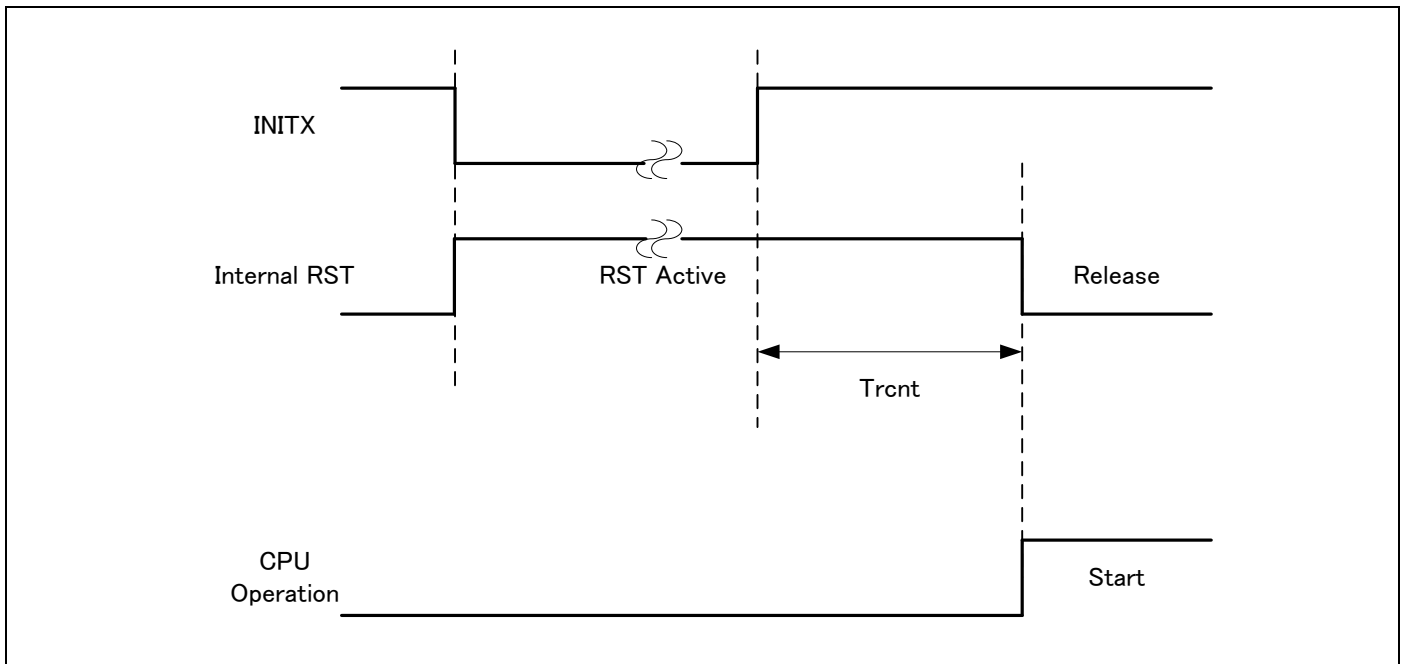 INITX
Internal RST
RST Active
Release
Trcnt
CPU
Operation
Start